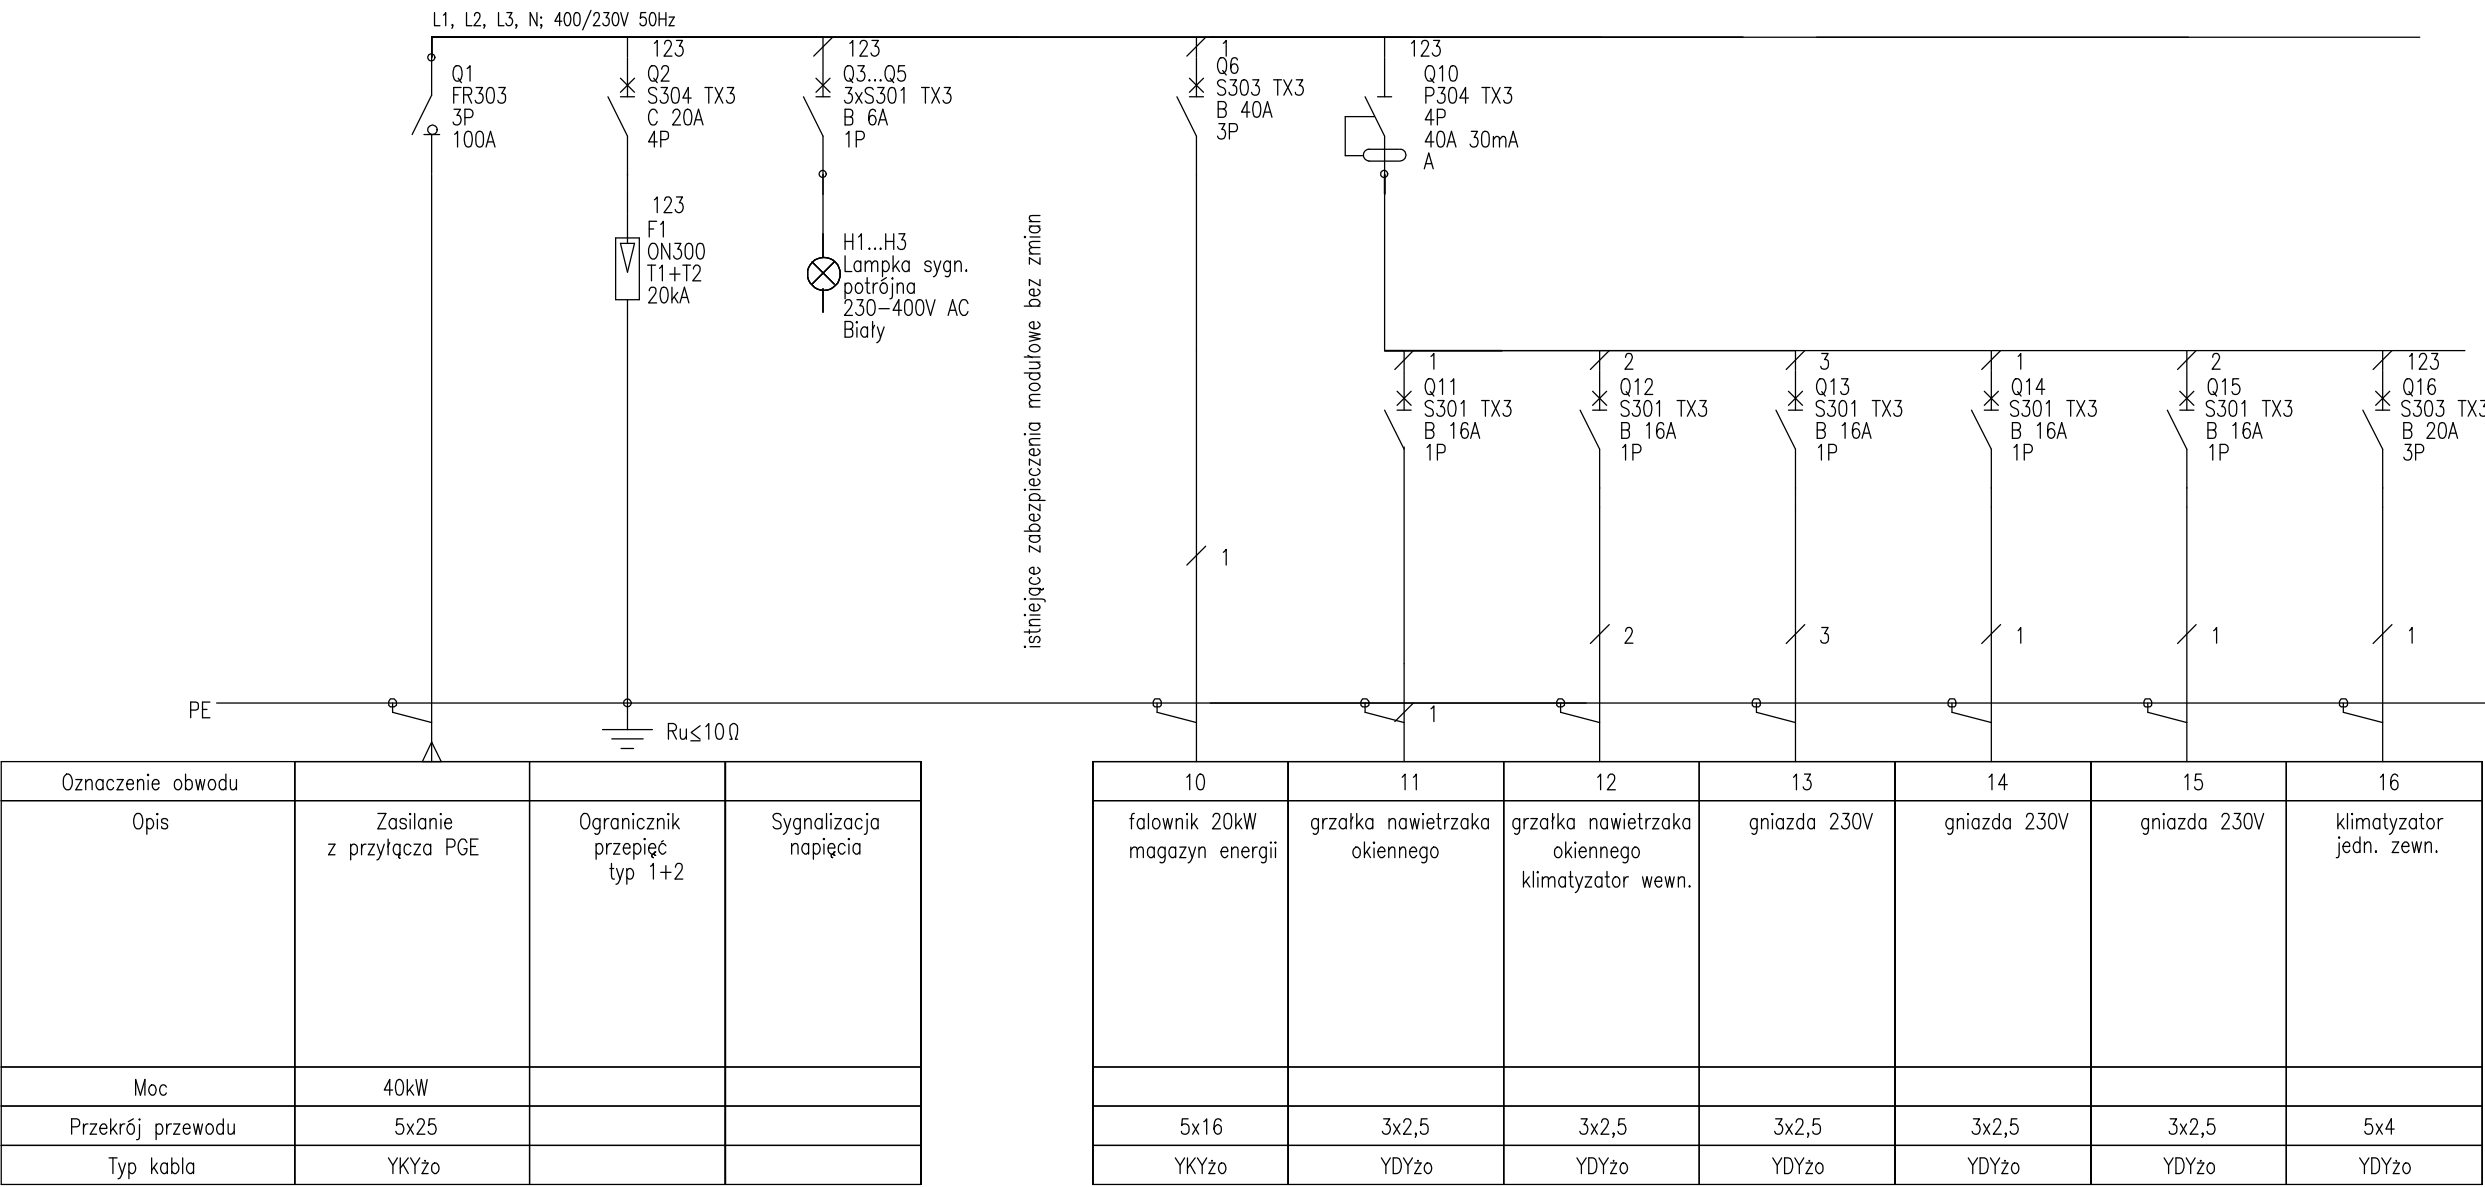 L1, L2, L3, N; 400/230V 50Hz
123
Q1
FR303
3P
100A
Q2
S304 TX3
C 20A
4P
123
Q3...Q5
3xS301 TX3
B 6A
1P
1
Q6
S303 TX3
B 40A
3P
123
Q10
P304 TX3
4P
40A 30mA
A
123
F1
ON300
T1+T2
20kA
H1...H3
Lampka sygn.
potrójna
230-400V AC
Biały
istniejące zabezpieczenia modułowe bez zmian
1
Q11
S301 TX3
B 16A
1P
2
Q12
S301 TX3
B 16A
1P
3
Q13
S301 TX3
B 16A
1P
1
Q14
S301 TX3
B 16A
1P
2
Q15
S301 TX3
B 16A
1P
123
Q16
S303 TX3
B 20A
3P
1
2
3
1
1
1
PE
1
Ru≤10Ω
Oznaczenie obwodu
10
11
12
13
14
15
16
Opis
Zasilanie
z przyłącza PGE
Ogranicznik
przepięć
typ 1+2
Sygnalizacja
napięcia
falownik 20kW
magazyn energii
grzałka nawietrzaka
okiennego
grzałka nawietrzaka
okiennego
klimatyzator wewn.
gniazda 230V
gniazda 230V
gniazda 230V
klimatyzator
jedn. zewn.
Moc
40kW
Przekrój przewodu
5x25
5x16
3x2,5
3x2,5
3x2,5
3x2,5
3x2,5
5x4
Typ kabla
YKYżo
YKYżo
YDYżo
YDYżo
YDYżo
YDYżo
YDYżo
YDYżo